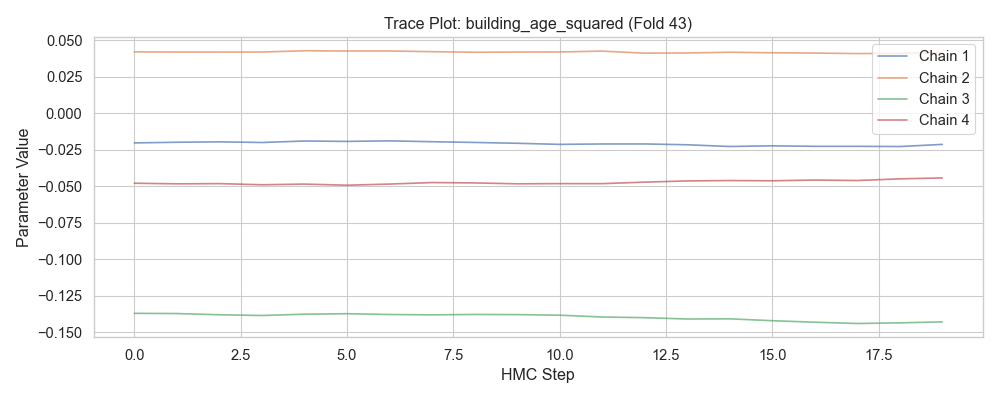 Trace Plot: building_age_squared (Fold 43)
Parameter Value
0.050
0.025
0.000
−0.025
−0.050
−0.075
−0.100
−0.125
−0.150
Chain 1
Chain 2
Chain 3
Chain 4
0.0 2.5 5.0 7.5 10.0 12.5 15.0 17.5
HMC Step